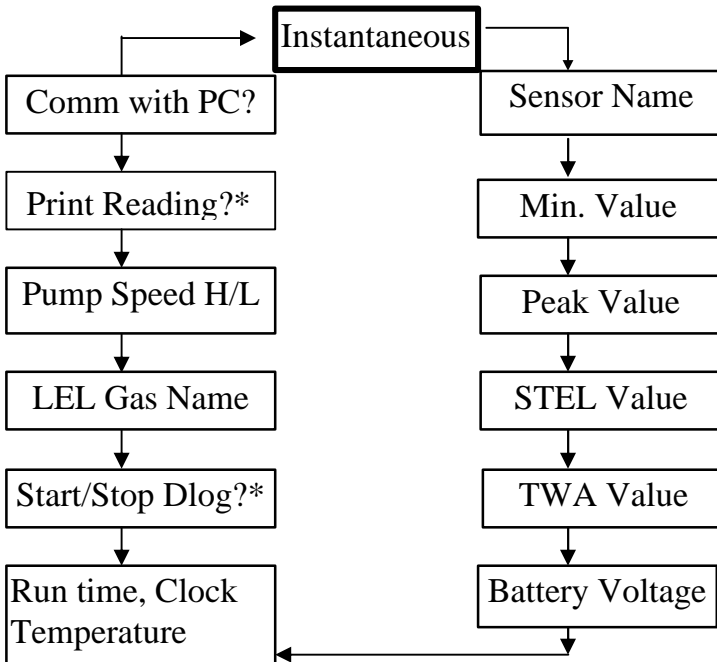 Instantaneous
Comm with PC?
Print Reading?*
Pump Speed H/L
LEL Gas Name
Start/Stop Dlog?*
Run time, Clock
Temperature
Sensor Name
Min. Value
Peak Value
STEL Value
TWA Value
Battery Voltage